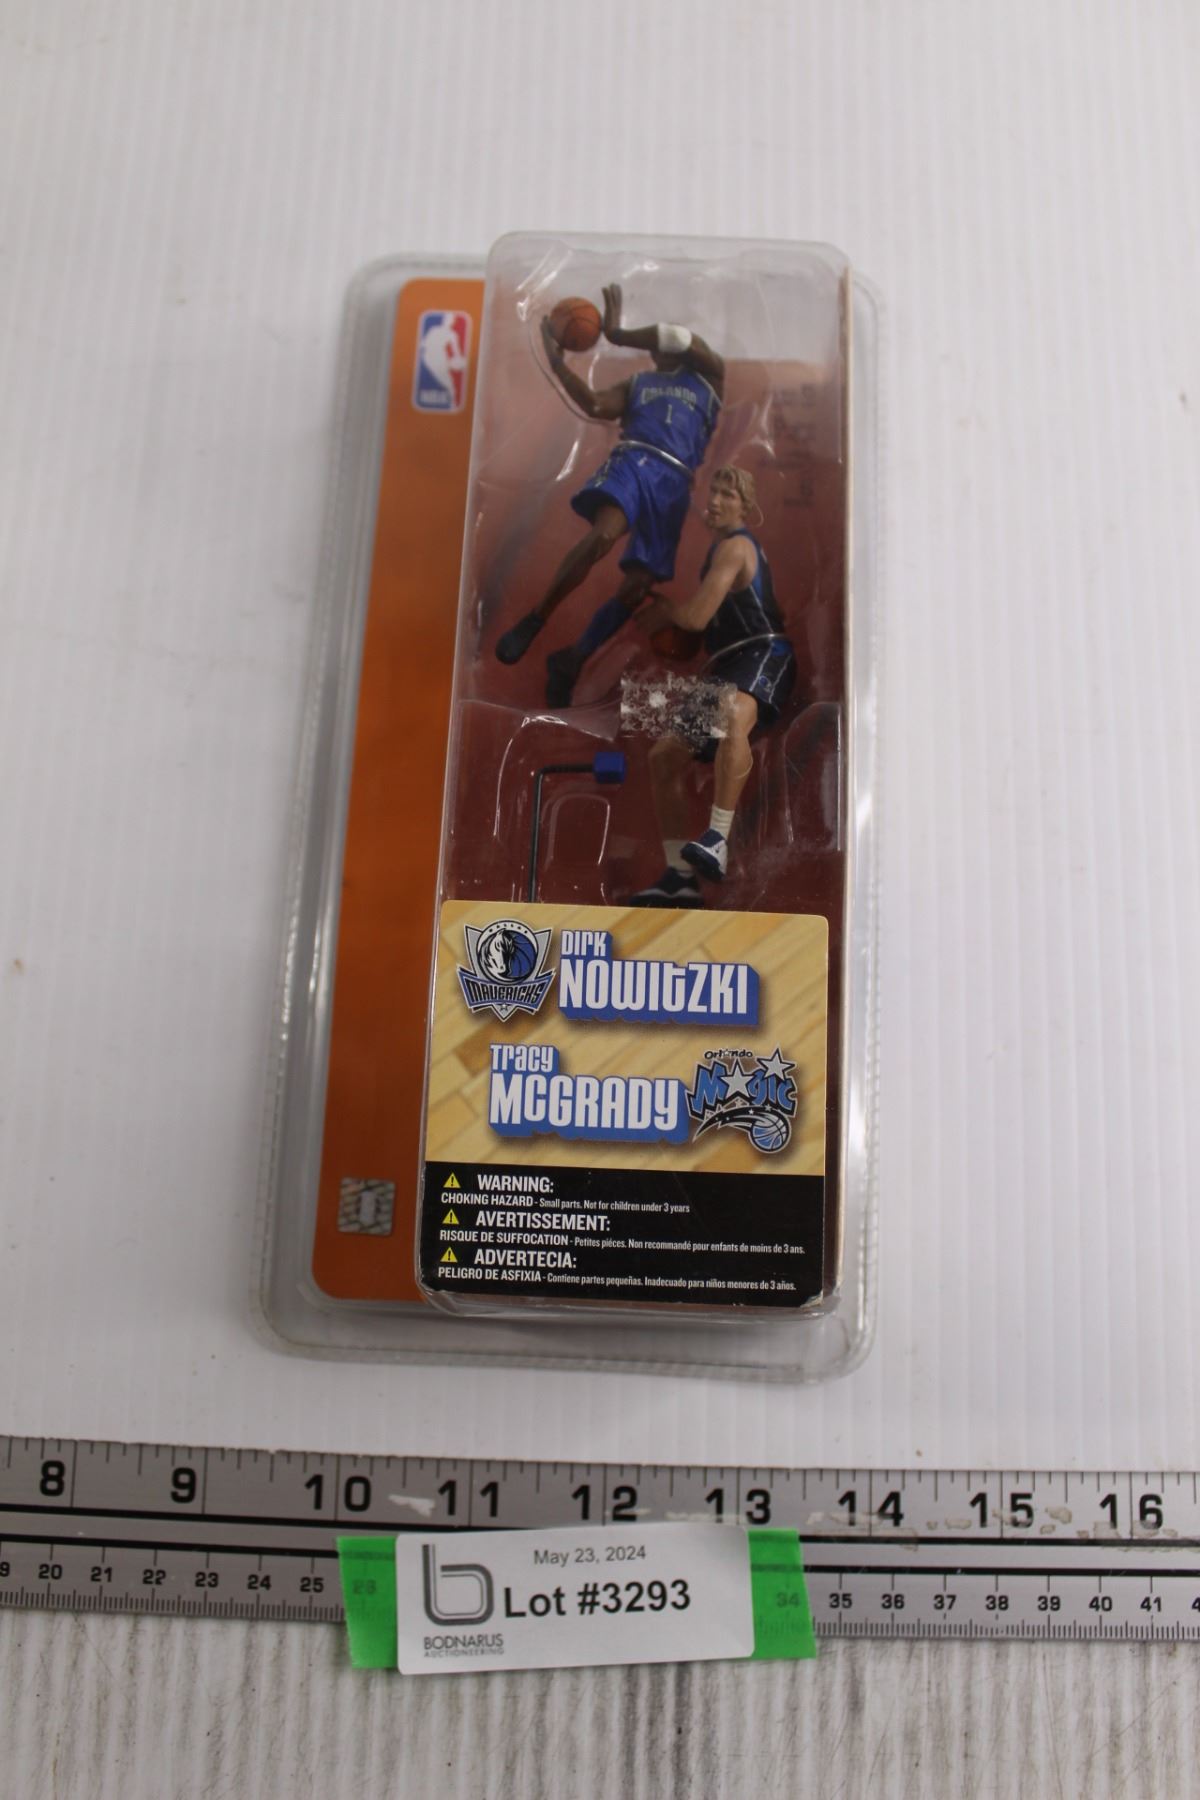 NBA
ORLANDO
1
MAVERICKS
DIRK
NOWITZKI
TRACY
MCGRADY
Orlando
MAGIC
WARNING:
CHOKING HAZARD - Small parts. Not for children under 3 years
AVERTISSEMENT:
RISQUE DE SUFFOCATION - Petites piéces. Non recommandé pour enfants de moins de 3 ans.
ADVERTECIA:
PELIGRO DE ASFIXIA - Contiene partes pequeñas. Inadecuado para niños menores de 3 años.
8 9 10 11 12 13 14 15 16
20 21 22 23 24 25 26 34 35 36 37 38 39 40 41
May 23, 2024
Lot #3293
BODNARUS
AUCTIONEERING